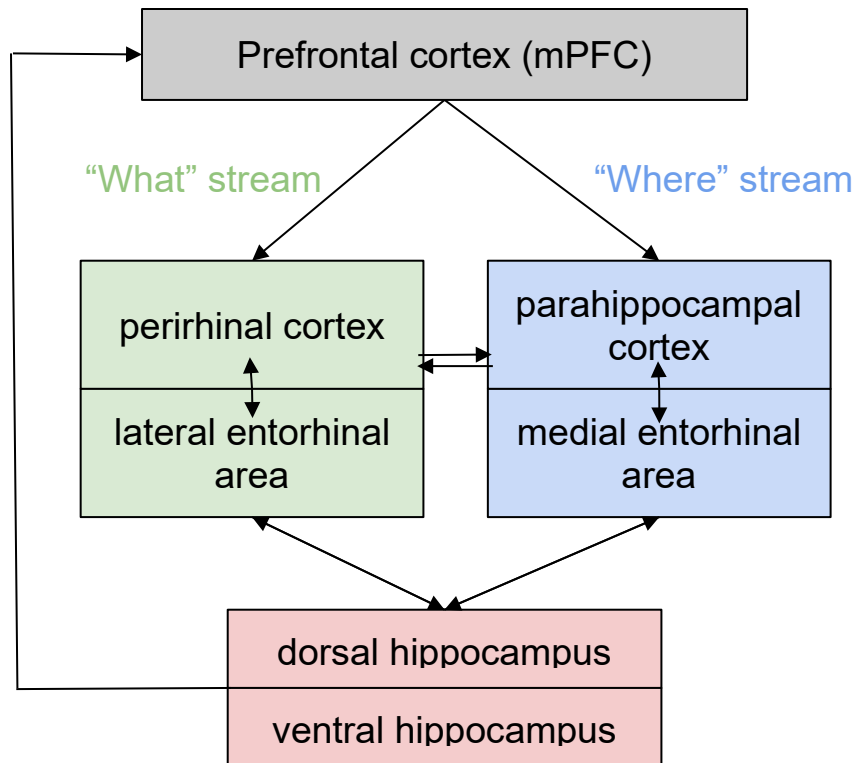 Prefrontal cortex (mPFC)
“What” stream
“Where” stream
perirhinal cortex
parahippocampal
cortex
lateral entorhinal
area
medial entorhinal
area
dorsal hippocampus
ventral hippocampus